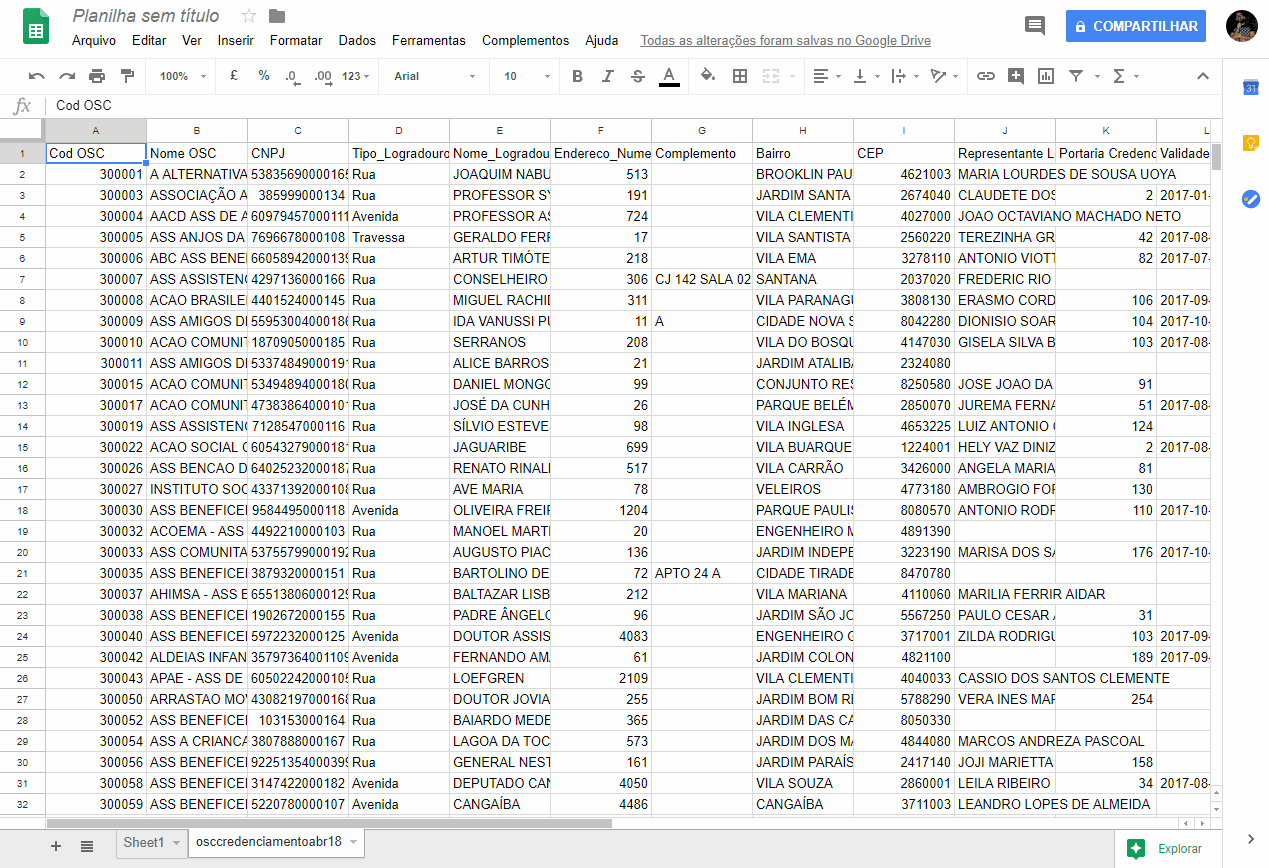 Planilha sem título
Arquivo Editar Ver Inserir Formatar Dados Ferramentas Complementos Ajuda Todas as alterações foram salvas no Google Drive
COMPARTILHAR
100% £ % .0 .00 123 Arial 10 B I S A
31
fx Cod OSC
A B C D E F G H I J K L
1 Cod OSC Nome OSC CNPJ Tipo_Logradouro Nome_Logradou Endereco_Nume Complemento Bairro CEP Representante L Portaria Credenc Validade
2 300001 A ALTERNATIVA 53835690000165 Rua JOAQUIM NABU 513 BROOKLIN PAU 4621003 MARIA LOURDES DE SOUSA UOYA
3 300003 ASSOCIAÇÃO A 385999000134 Rua PROFESSOR SY 191 JARDIM SANTA 2674040 CLAUDETE DOS 2 2017-01-
4 300004 AACD ASS DE A 60979457000111 Avenida PROFESSOR AS 724 VILA CLEMENTI 4027000 JOAO OCTAVIANO MACHADO NETO
5 300005 ASS ANJOS DA 7696678000108 Travessa GERALDO FERR 17 VILA SANTISTA 2560220 TEREZINHA GR 42 2017-08-
6 300006 ABC ASS BENE 66058942000139 Rua ARTUR TIMÓTE 218 VILA EMA 3278110 ANTONIO VIOTT 82 2017-07-
7 300007 ASS ASSISTENC 4297136000166 Rua CONSELHEIRO 306 CJ 142 SALA 02 SANTANA 2037020 FREDERIC RIO
8 300008 ACAO BRASILEI 4401524000145 Rua MIGUEL RACHID 311 VILA PARANAGU 3808130 ERASMO CORD 106 2017-09-
9 300009 ASS AMIGOS DE 55953004000186 Rua IDA VANUSSI PU 11 A CIDADE NOVA S 8042280 DIONISIO SOAR 104 2017-10-
10 300010 ACAO COMUNIT 1870905000185 Rua SERRANOS 208 VILA DO BOSQU 4147030 GISELA SILVA B 103 2017-08-
11 300011 ASS AMIGOS DE 53374849000191 Rua ALICE BARROS 21 JARDIM ATALIBA 2324080
12 300015 ACAO COMUNIT 53494894000180 Rua DANIEL MONGO 99 CONJUNTO RES 8250580 JOSE JOAO DA 91
13 300017 ACAO COMUNIT 47383864000101 Rua JOSÉ DA CUNH 26 PARQUE BELÉM 2850070 JUREMA FERNA 51 2017-08-
14 300019 ASS ASSISTENC 7128547000116 Rua SÍLVIO ESTEVE 98 VILA INGLESA 4653225 LUIZ ANTONIO 124
15 300022 ACAO SOCIAL C 60543279000181 Rua JAGUARIBE 699 VILA BUARQUE 1224001 HELY VAZ DINIZ 2 2017-08-
16 300026 ASS BENCAO D 64025232000187 Rua RENATO RINALI 517 VILA CARRÃO 3426000 ANGELA MARIA 81
17 300027 INSTITUTO SOC 43371392000108 Rua AVE MARIA 78 VELEIROS 4773180 AMBROGIO FOR 130
18 300030 ASS BENEFICEI 9584495000118 Avenida OLIVEIRA FREIR 1204 PARQUE PAULIS 8080570 ANTONIO RODR 110 2017-10-
19 300032 ACOEMA - ASS 4492210000103 Rua MANOEL MARTI 20 ENGENHEIRO M 4891390
20 300033 ASS COMUNITA 53755799000192 Rua AUGUSTO PIAC 136 JARDIM INDEPE 3223190 MARISA DOS SA 176 2017-10-
21 300035 ASS BENEFICEI 3879320000151 Rua BARTOLINO DE 72 APTO 24 A CIDADE TIRADE 8470780
22 300037 AHIMSA - ASS E 65513806000129 Rua BALTAZAR LISB 212 VILA MARIANA 4110060 MARILIA FERRIR AIDAR
23 300038 ASS BENEFICEI 1902672000155 Rua PADRE ÂNGELO 96 JARDIM SÃO JO 5567250 PAULO CESAR A 31
24 300040 ASS BENEFICEI 5972232000125 Avenida DOUTOR ASSIS 4083 ENGENHEIRO G 3717001 ZILDA RODRIGU 103 2017-09-
25 300042 ALDEIAS INFAN 35797364001109 Avenida FERNANDO AMA 61 JARDIM COLON 4821100 189 2017-09-
26 300043 APAE - ASS DE 60502242000105 Rua LOEFGREN 2109 VILA CLEMENTI 4040033 CASSIO DOS SANTOS CLEMENTE
27 300050 ARRASTAO MOV 43082197000168 Rua DOUTOR JOVIA 255 JARDIM BOM RE 5788290 VERA INES MAR 254
28 300052 ASS BENEFICEI 103153000164 Rua BAIARDO MEDE 365 JARDIM DAS CA 8050330
29 300054 ASS A CRIANCA 3807888000167 Rua LAGOA DA TOC 573 JARDIM DOS MA 4844080 MARCOS ANDREZA PASCOAL
30 300056 ASS BENEFICEI 92251354000399 Rua GENERAL NEST 161 JARDIM PARAÍS 2417140 JOJI MARIETTA 158
31 300058 ASS BENEFICEI 3147422000182 Avenida DEPUTADO CAN 4050 VILA SOUZA 2860001 LEILA RIBEIRO 34 2017-08-
32 300059 ASS BENEFICEI 5220780000107 Avenida CANGAÍBA 4486 CANGAÍBA 3711003 LEANDRO LOPES DE ALMEIDA
Sheet1 osccredenciamentoabr18 Explorar